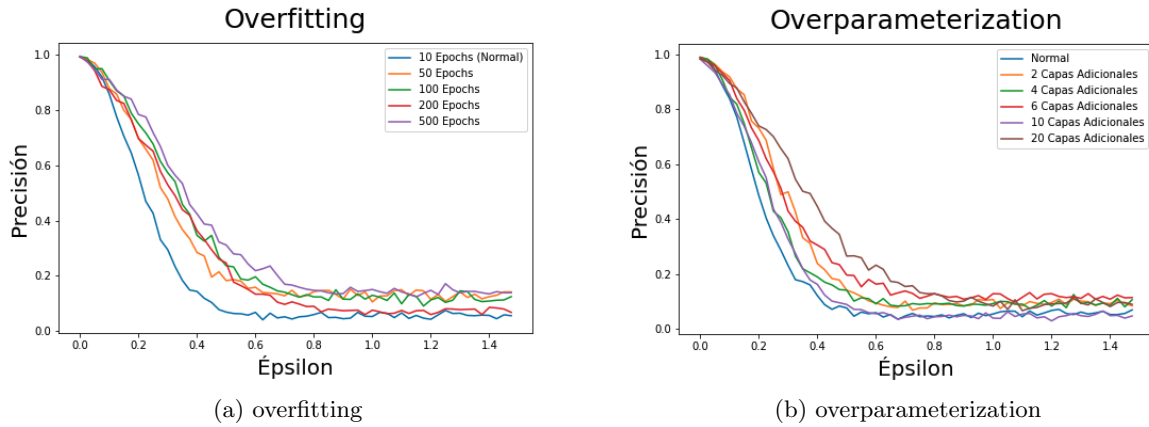 Overfitting
1.0
0.8
0.6
0.4
0.2
0.0
Precisión
10 Epochs (Normal)
50 Epochs
100 Epochs
200 Epochs
500 Epochs
0.0 0.2 0.4 0.6 0.8 1.0 1.2 1.4
Épsilon
(a) overfitting
Overparameterization
1.0
0.8
0.6
0.4
0.2
0.0
Precisión
Normal
2 Capas Adicionales
4 Capas Adicionales
6 Capas Adicionales
10 Capas Adicionales
20 Capas Adicionales
0.0 0.2 0.4 0.6 0.8 1.0 1.2 1.4
Épsilon
(b) overparameterization